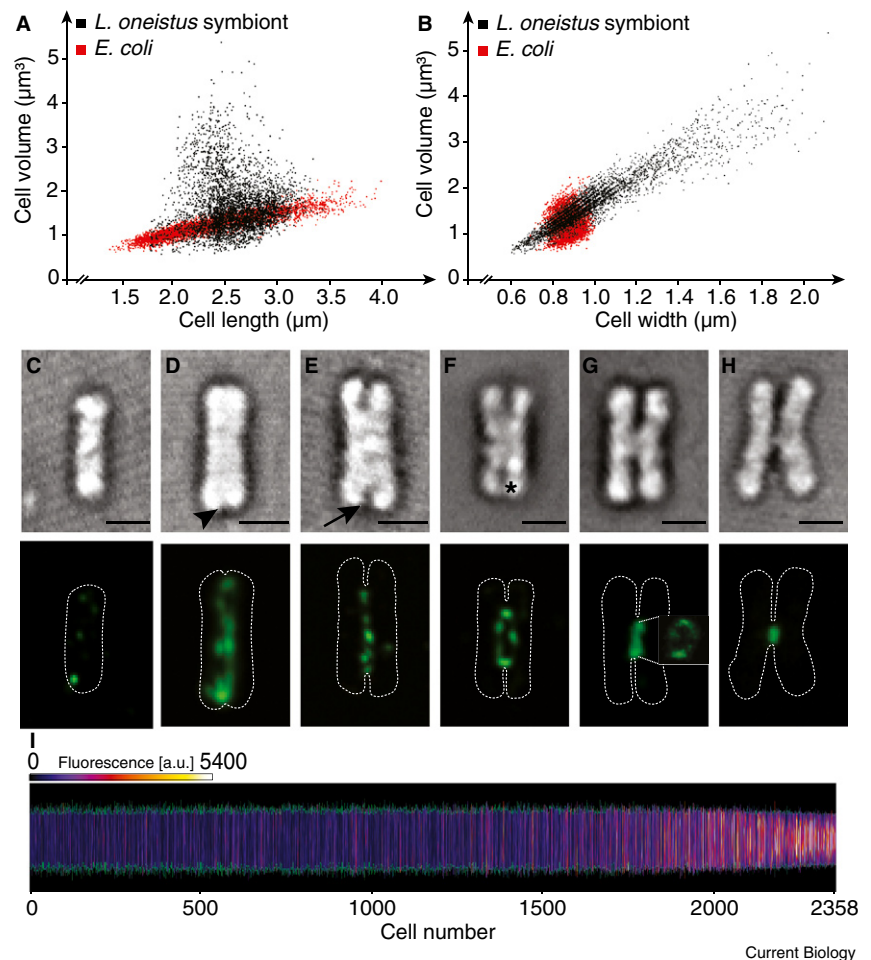 A
L. oneistus symbiont
E. coli
Cell volume (µm³)
5
4
3
2
1
0
1.5 2.0 2.5 3.0 3.5 4.0
Cell length (µm)
B
L. oneistus symbiont
E. coli
Cell volume (µm³)
5
4
3
2
1
0
0.6 0.8 1.0 1.2 1.4 1.6 1.8 2.0
Cell width (µm)
C D E F G H
*
I
0 Fluorescence [a.u.] 5400
0 500 1000 1500 2000 2358
Cell number
Current Biology